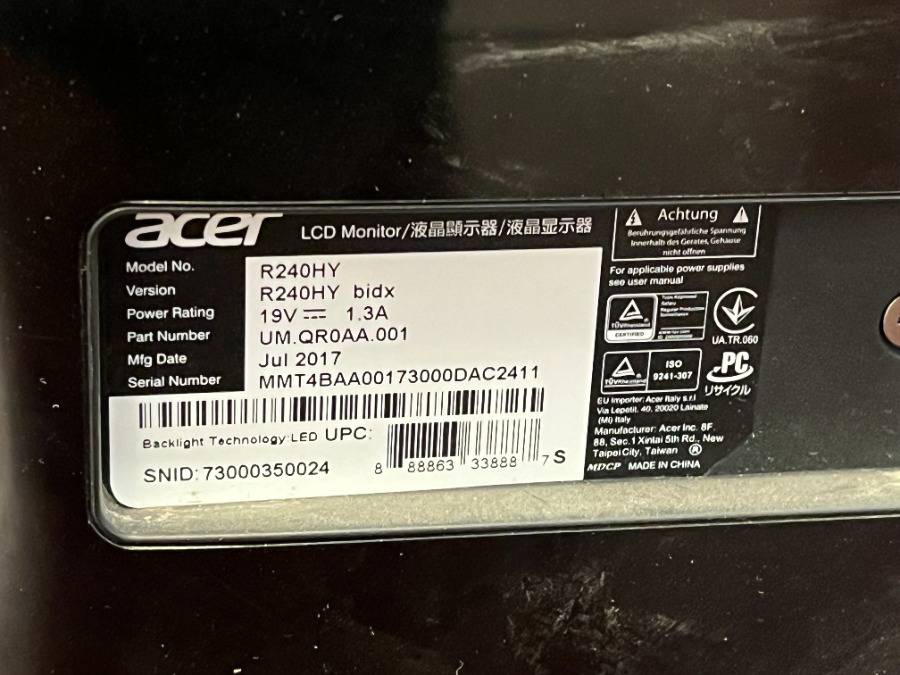 acer
LCD Monitor/液晶顯示器/液晶显示器
Model No. R240HY
Version R240HY bidx
Power Rating 19V ⎓ 1.3A
Part Number UM.QR0AA.001
Mfg Date Jul 2017
Serial Number MMT4BAA00173000DAC2411
Backlight Technology:LED UPC:
SNID: 73000350024
8 88863 33888 7 S
Achtung
Berührungsgefährliche Spannung
Innerhalb des Gerätes, Gehäuse
nicht öffnen
For applicable power supplies
see user manual
TÜVRheinland
CERTIFIED
UA.TR.060
TÜVRheinland
ISO
9241-307
PC
リサイクル
EU Importer: Acer Italy s.r.l
Via Lepetit, 40, 20020 Lainate
(MI) Italy
Manufacturer: Acer Inc. 8F,
88, Sec.1 Xintai 5th Rd., New
TaipeiCity, Taiwan ®
MDCP MADE IN CHINA